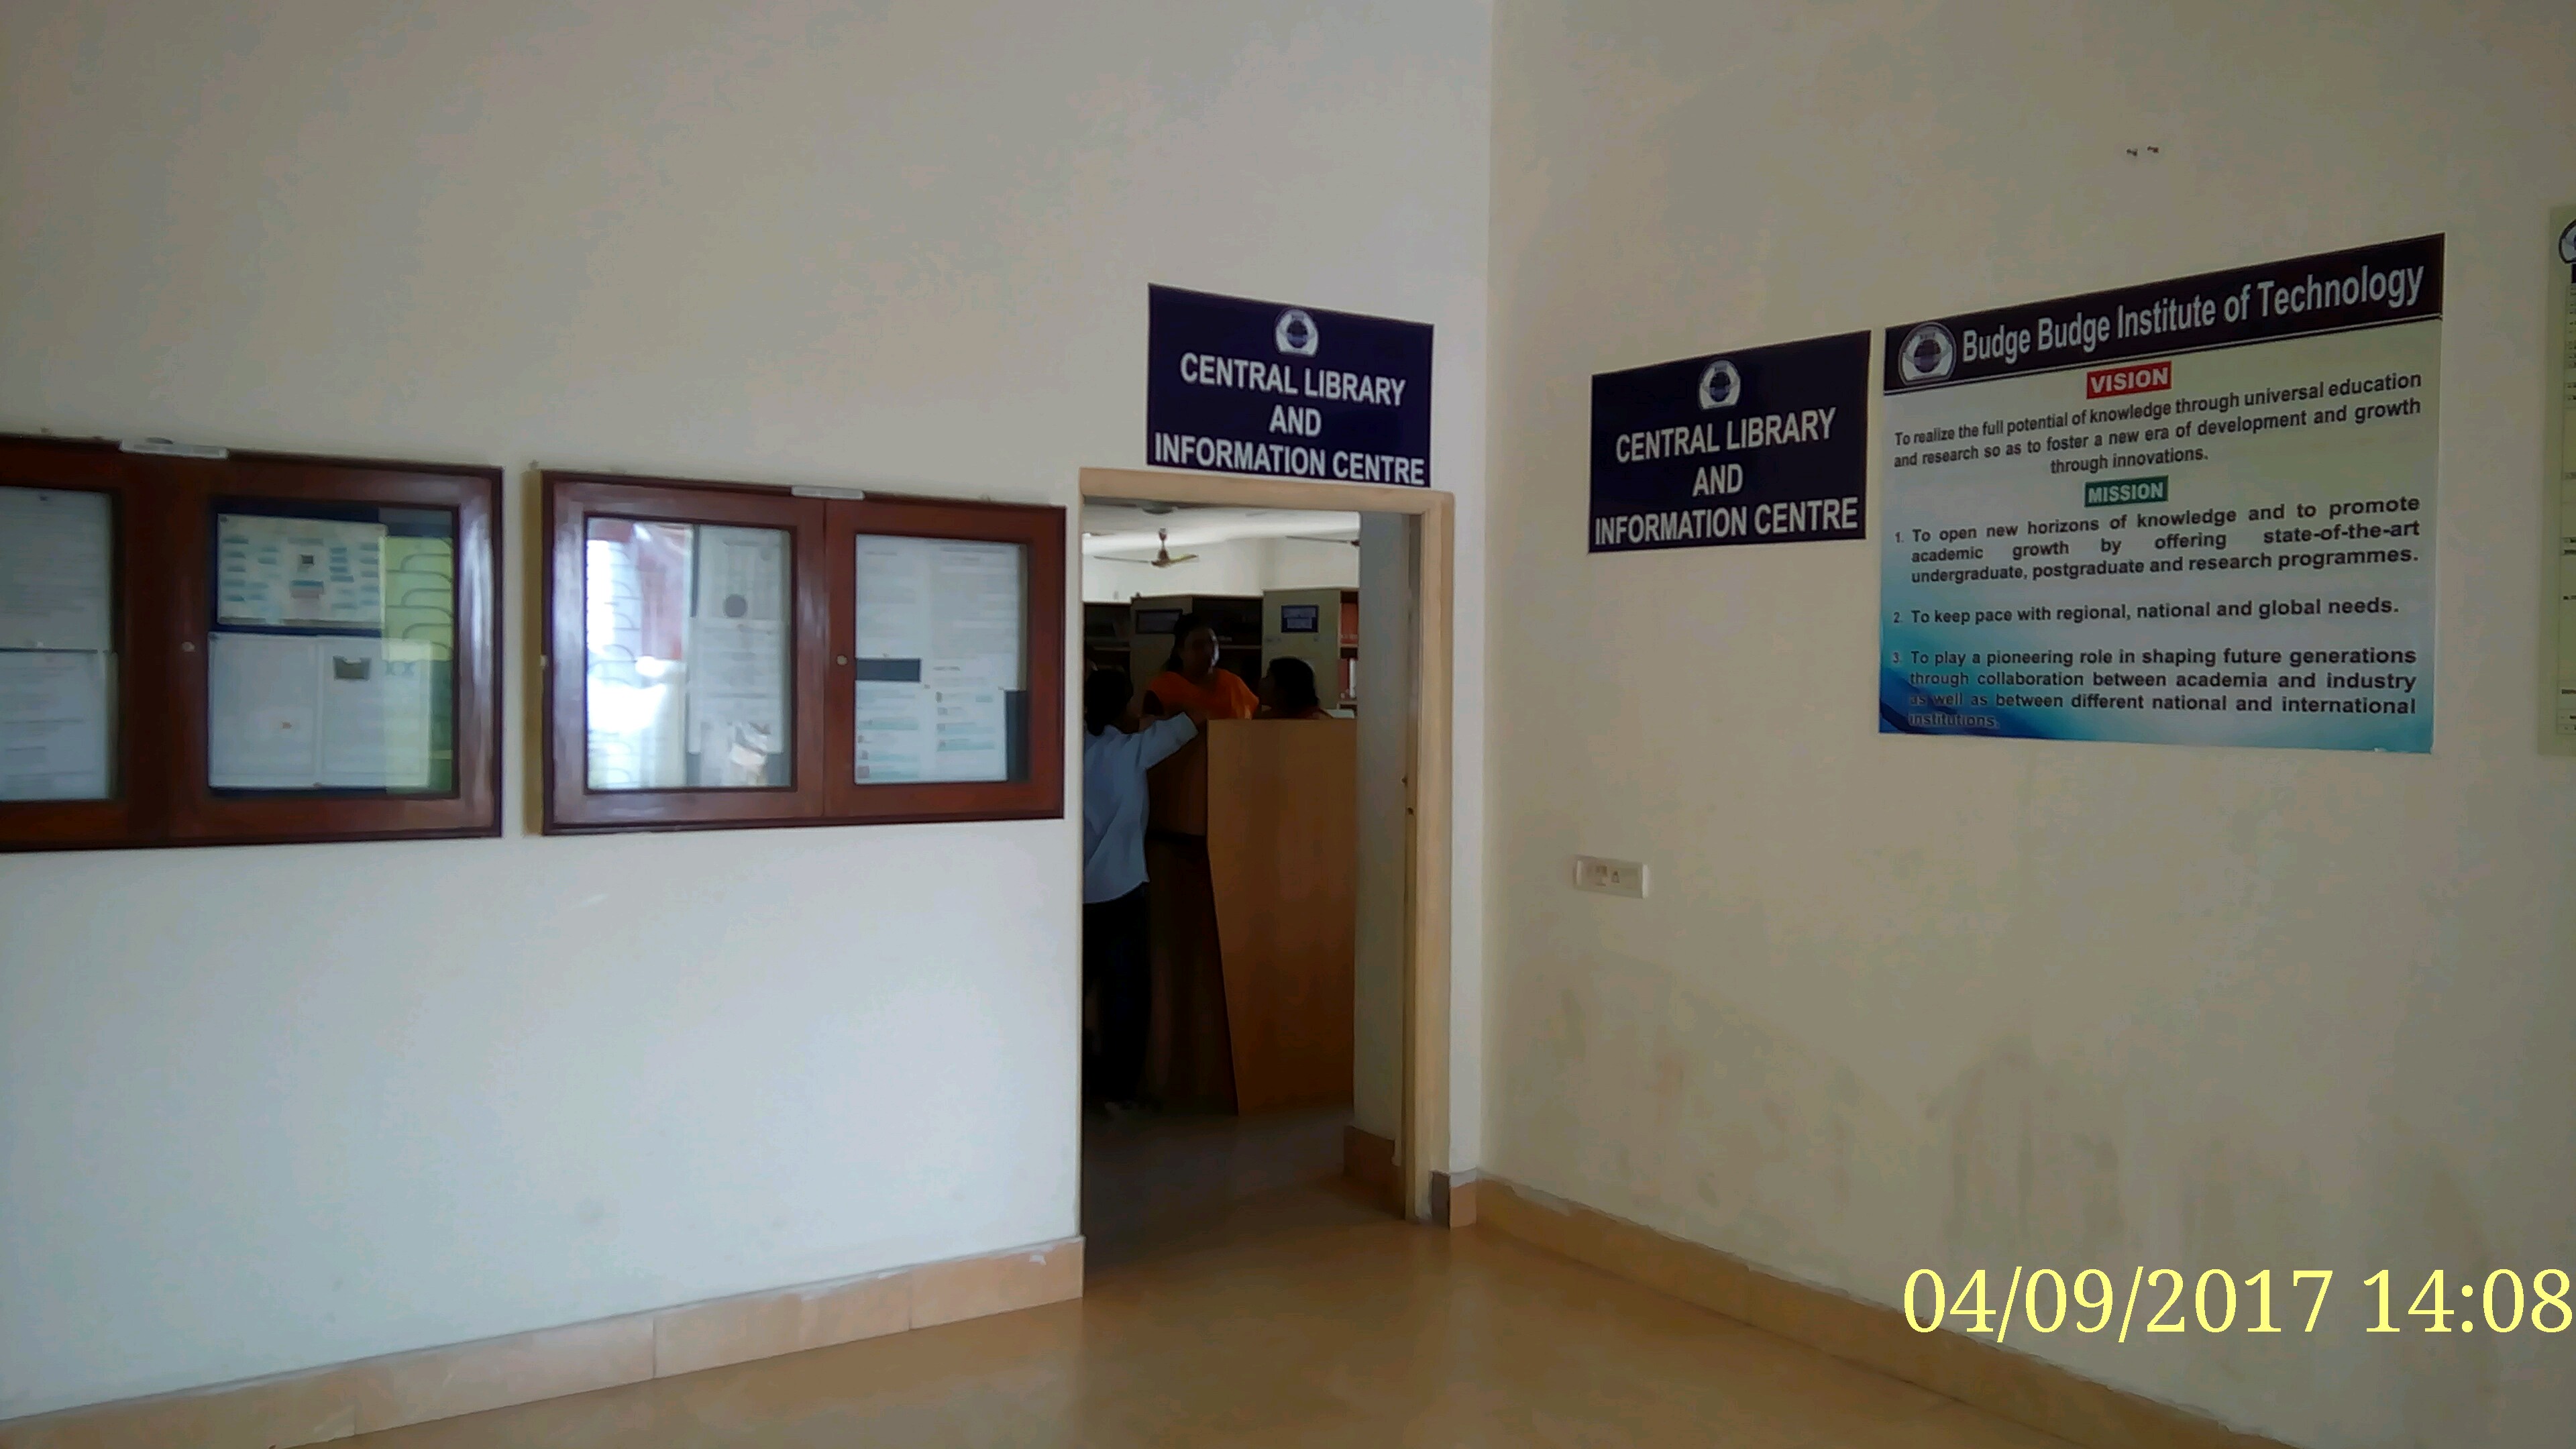 CENTRAL LIBRARY
AND
INFORMATION CENTRE
CENTRAL LIBRARY
AND
INFORMATION CENTRE
Budge Budge Institute of Technology
VISION
To realize the full potential of knowledge through universal education
and research so as to foster a new era of development and growth
through innovations.
MISSION
1. To open new horizons of knowledge and to promote
academic growth by offering state-of-the-art
undergraduate, postgraduate and research programmes.
2. To keep pace with regional, national and global needs.
3. To play a pioneering role in shaping future generations
through collaboration between academia and industry
as well as between different national and international
institutions.
04/09/2017 14:08